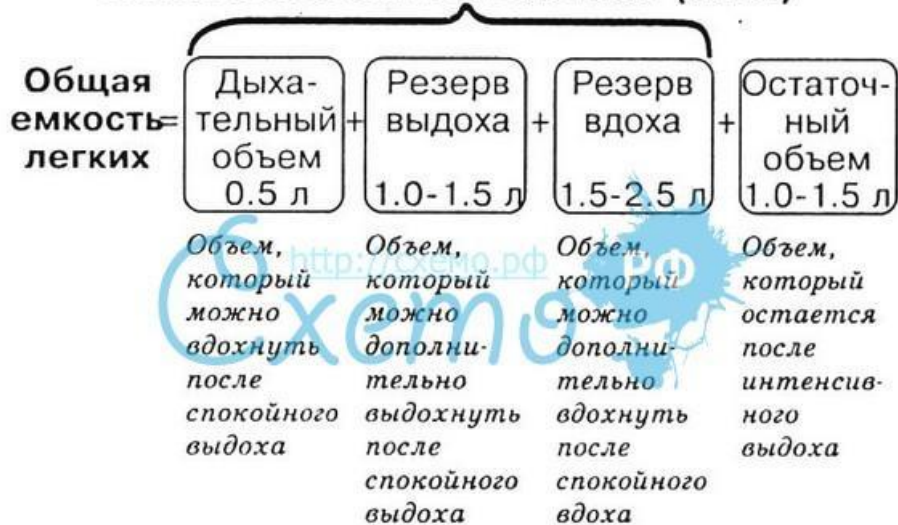 Общая
емкость
легких
=
Дыха-
тельный
объем
0.5 л
+
Резерв
выдоха
1.0-1.5 л
+
Резерв
вдоха
1.5-2.5 л
+
Остаточ-
ный
объем
1.0-1.5 л
Объем,
который
можно
вдохнуть
после
спокойного
выдоха
Объем,
который
можно
дополни-
тельно
выдохнуть
после
спокойного
выдоха
Объем,
который
можно
дополни-
тельно
вдохнуть
после
спокойного
вдоха
Объем,
который
остается
после
интенсив-
ного
выдоха
http://схемо.рф
Схемо
РФ